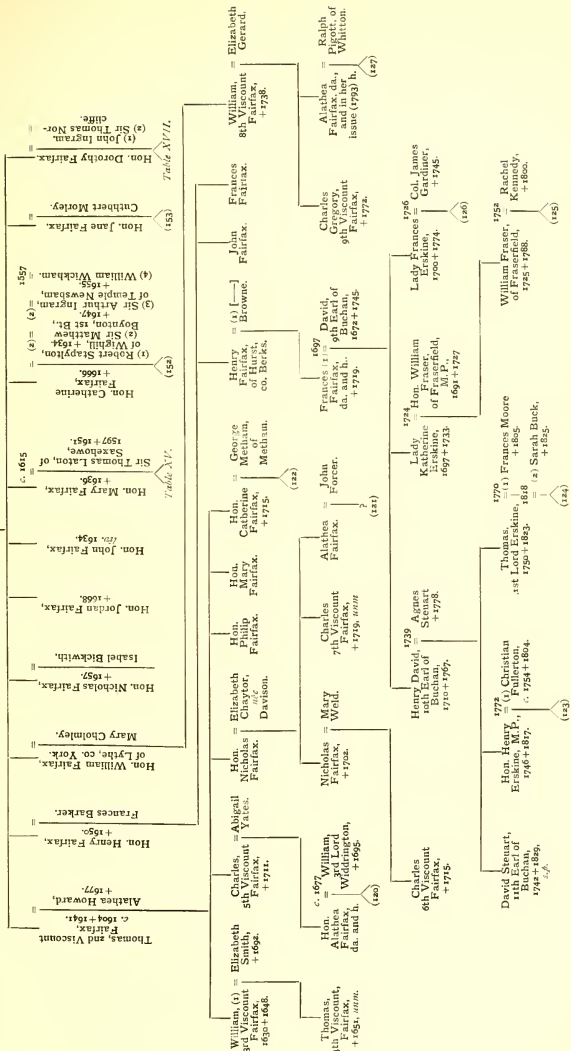 Thomas, 2nd Viscount
Fairfax,
c. 1604+1641.
Alathea Howard,
+1677.
Hon. Henry Fairfax,
+1650.
Frances Barker.
Hon. William Fairfax,
of Lythe, co. York.
Mary Cholmley.
Hon. Nicholas Fairfax,
+1657.
Isabel Bickwith.
Hon. Jordan Fairfax,
+1668.
Hon. John Fairfax,
liv. 1634.
Hon. Mary Fairfax,
+1636.
c. 1615
Sir Thomas Laton, of
Saxehowe,
1597+1651.
Table XV.
Hon. Catherine
Fairfax,
+1666.
(1) Robert Stapylton,
of Wighill, +1634.
(2) Sir Matthew
Boynton, 1st Bt.,
+1647.
(3) Sir Arthur Ingram,
of Temple Newsham,
+1655.
1657
(4) William Wickham.
(152)
Hon. Jane Fairfax.
Cuthbert Morley.
(153)
Hon. Dorothy Fairfax.
(1) John Ingram.
(2) Sir Thomas Nor-
cliffe.
Table XVII.
William, (1) = Elizabeth
3rd Viscount Smith,
Fairfax, +1692.
1630+1648.
Charles, = Abigail
5th Viscount Yates.
Fairfax,
+1711.
Hon. = Elizabeth
Nicholas Chaytor,
Fairfax. née
Davison.
Hon.
Philip
Fairfax.
Hon.
Mary
Fairfax.
Hon. = George
Catherine Metham,
Fairfax, of
+1715. Metham.
(122)
Henry = (1) [——]
Fairfax, Browne.
of Hurst,
co. Berks.
John
Fairfax.
Frances
Fairfax.
William, = Elizabeth
8th Viscount Gerard.
Fairfax,
+1738.
Thomas,
4th Viscount,
Fairfax,
+1651, unm.
c. 1677
Hon. = William,
Alathea 3rd Lord
Fairfax, Widdrington,
da. and h. +1695.
(120)
Nicholas = Mary
Fairfax, Weld.
+1702.
Charles
7th Viscount
Fairfax,
+1719, unm
Alathea = John
Fairfax. Forcer.
?
(121)
1697
Frances (1) = David,
Fairfax, 9th Earl of
da. and h. Buchan,
+1719. 1672+1745.
Charles
Gregory,
9th Viscount
Fairfax,
+1772.
Alathea = Ralph
Fairfax, da., Pigott, of
and in her Whitton.
issue (1793) h.
(127)
Charles
6th Viscount
Fairfax,
+1715.
1739
Henry David, = Agnes
10th Earl of Steuart
Buchan, +1778.
1710+1767.
1724
Lady = Hon. William
Katherine Fraser,
Erskine, of Fraserfield,
1697+1733. M.P.,
1691+1727
1726
Lady Frances = Col. James
Erskine, Gardiner,
1700+1774. +1745.
(126)
David Steuart,
11th Earl of
Buchan,
1742+1829,
s.p.
1772
Hon. Henry = (1) Christian
Erskine, M.P., Fullerton,
1746+1817. c. 1754+1804.
(123)
1770
Thomas, = (1) Frances Moore
1st Lord Erskine, +1805.
1750+1823. 1818
= (2) Sarah Buck,
+1825.
(124)
1752
William Fraser, = Rachel
of Fraserfield, Kennedy,
1725+1788. +1800.
(125)